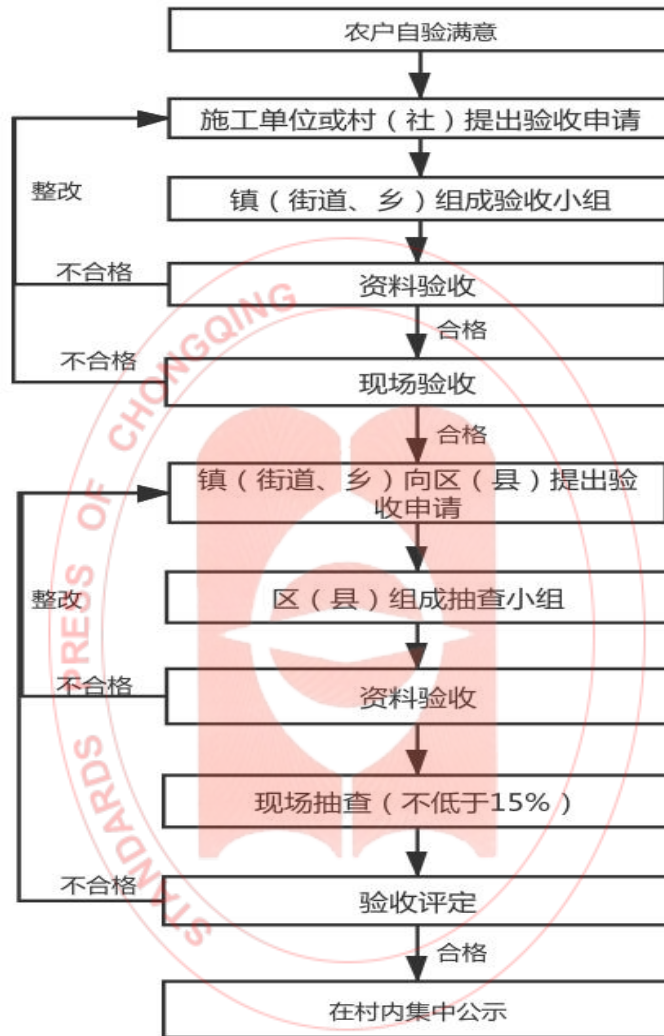 农户自验满意
施工单位或村（社）提出验收申请
整改
镇（街道、乡）组成验收小组
不合格
资料验收
合格
不合格
现场验收
合格
镇（街道、乡）向区（县）提出验
收申请
整改
区（县）组成抽查小组
不合格
资料验收
现场抽查（不低于15%）
不合格
验收评定
合格
在村内集中公示
STANDARDS PRESS OF CHONGQING